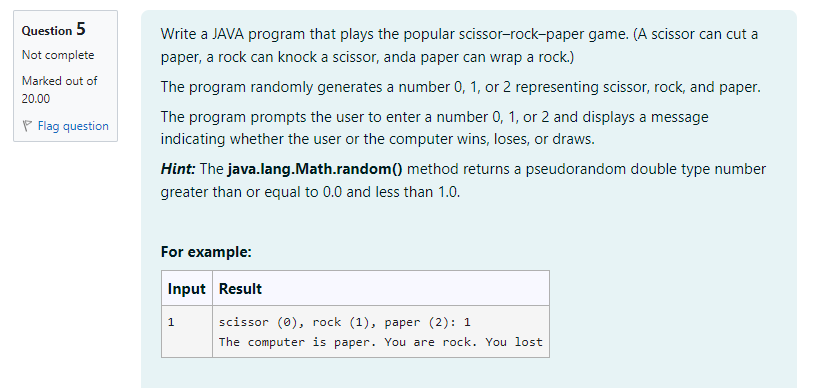 Question 5
Not complete
Marked out of
20.00
Flag question
Write a JAVA program that plays the popular scissor–rock–paper game. (A scissor can cut a
paper, a rock can knock a scissor, anda paper can wrap a rock.)
The program randomly generates a number 0, 1, or 2 representing scissor, rock, and paper.
The program prompts the user to enter a number 0, 1, or 2 and displays a message
indicating whether the user or the computer wins, loses, or draws.
Hint: The java.lang.Math.random() method returns a pseudorandom double type number
greater than or equal to 0.0 and less than 1.0.
For example:
Input Result
1 scissor (0), rock (1), paper (2): 1
The computer is paper. You are rock. You lost